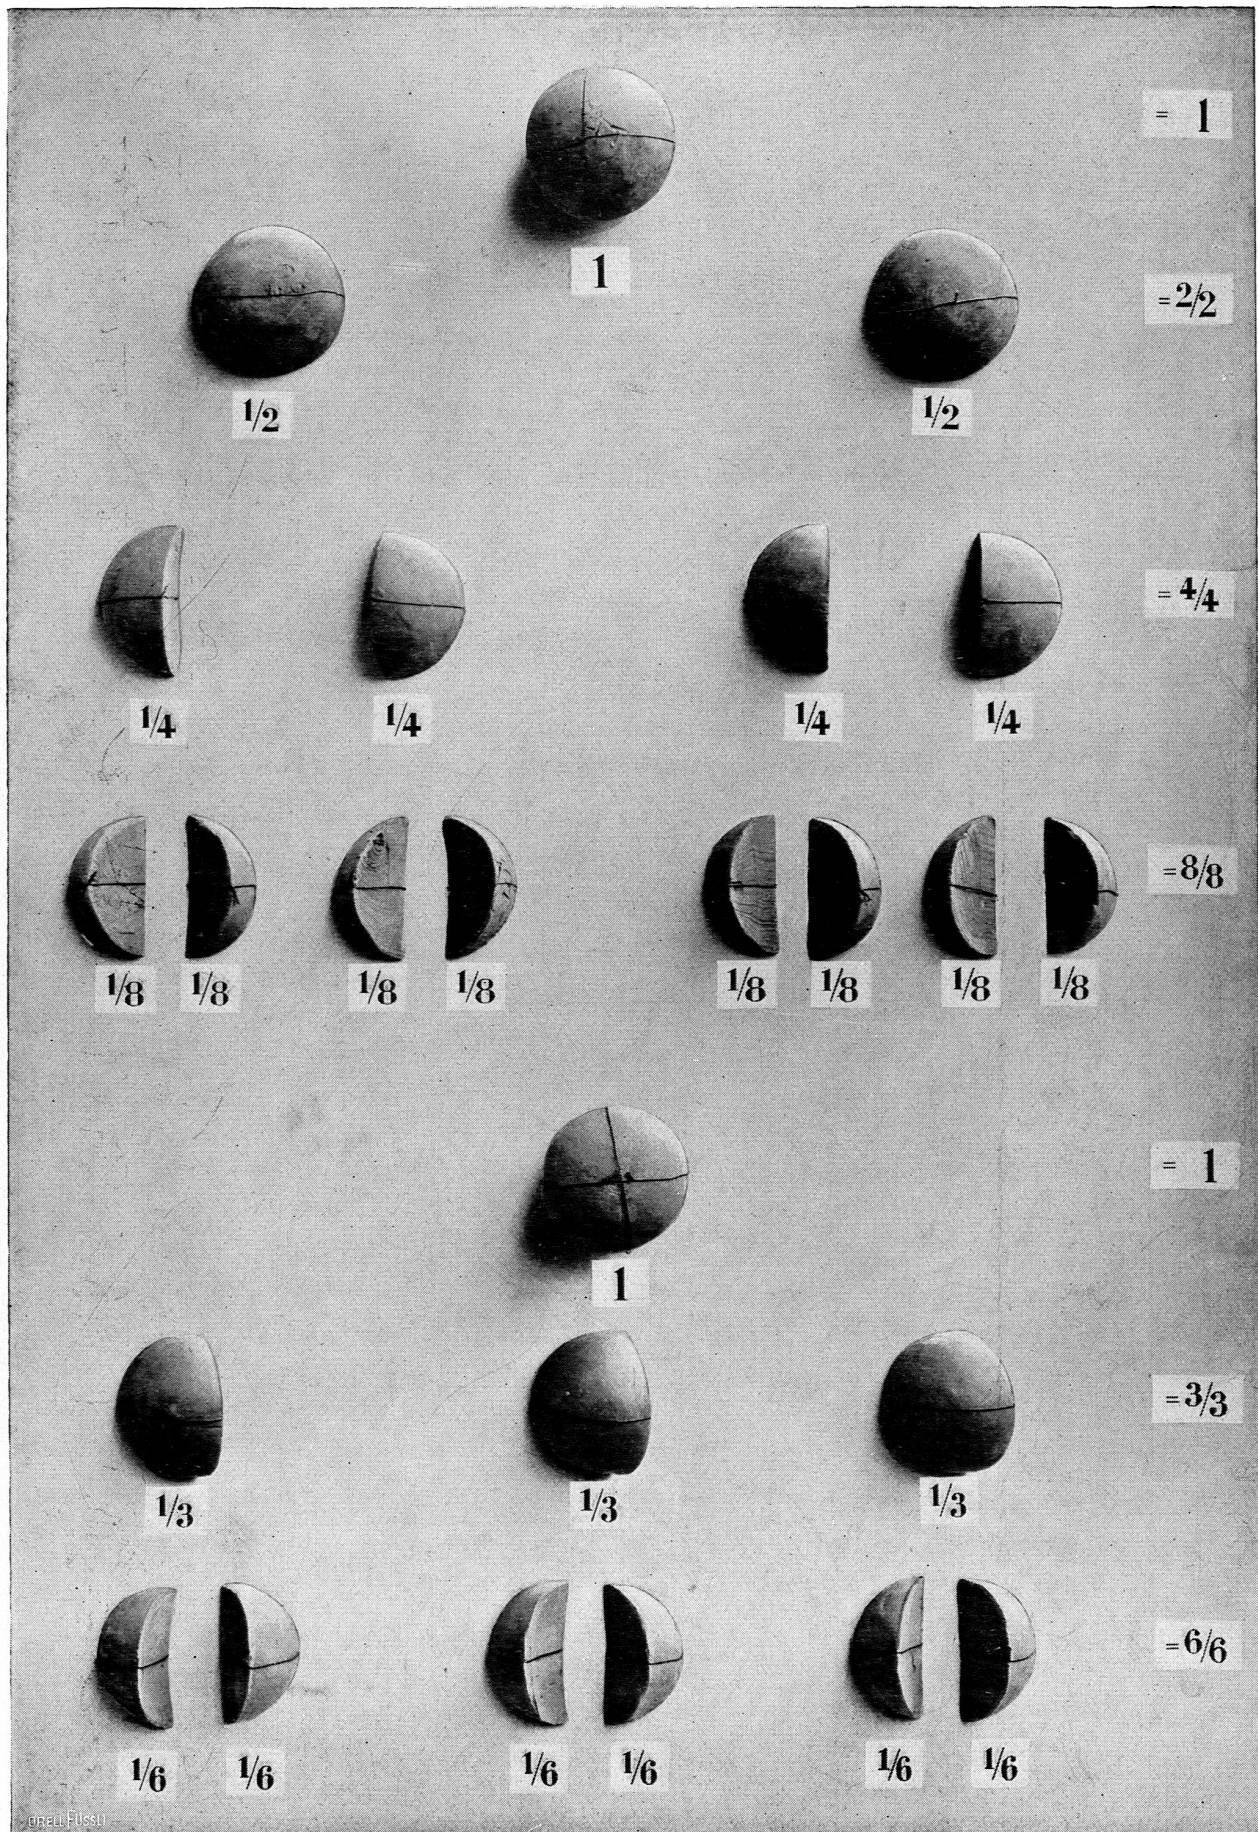 = 1
1
= 2/2
1/2 1/2
= 4/4
1/4 1/4 1/4 1/4
= 8/8
1/8 1/8 1/8 1/8 1/8 1/8 1/8 1/8
= 1
1
= 3/3
1/3 1/3 1/3
= 6/6
1/6 1/6 1/6 1/6 1/6 1/6
ORELL FÜSSLI